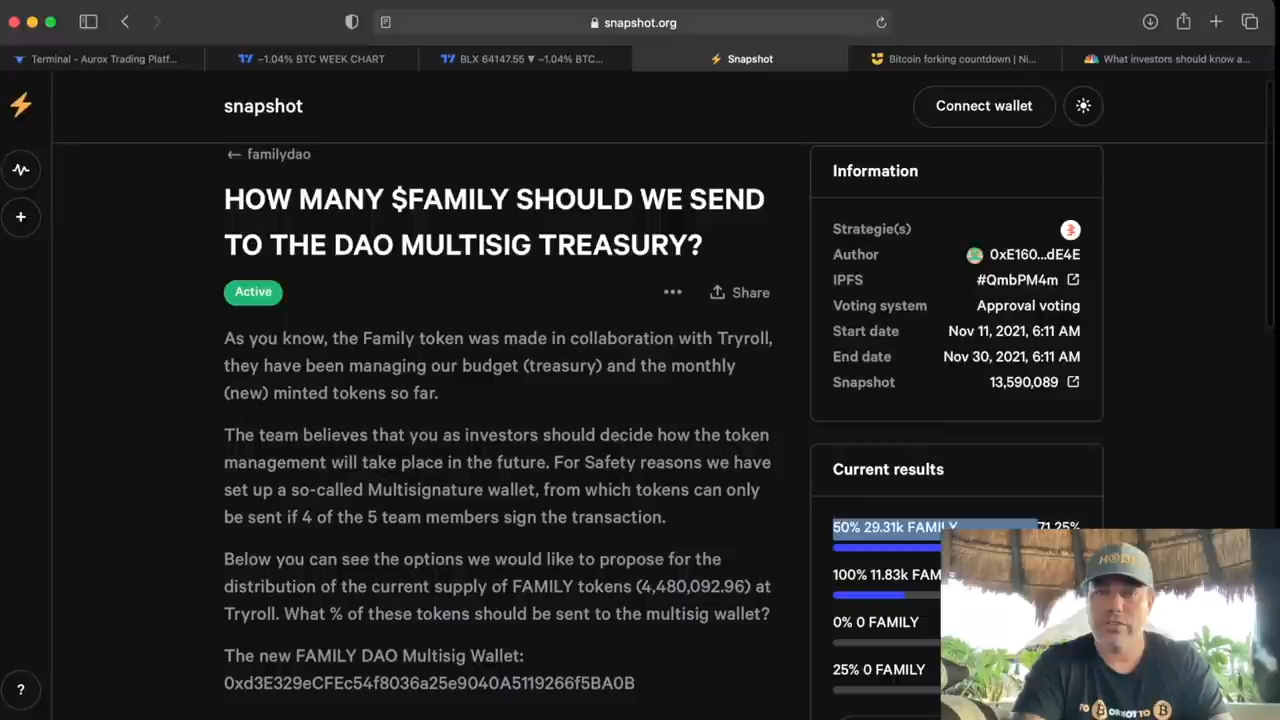 snapshot.org
Terminal - Aurox Trading Platf...
−1.04% BTC WEEK CHART
BLX 64147.55 ▼ −1.04% BTC...
Snapshot
Bitcoin forking countdown | Ni...
What investors should know a...
snapshot
Connect wallet
← familydao
HOW MANY $FAMILY SHOULD WE SEND
TO THE DAO MULTISIG TREASURY?
Active
Share
As you know, the Family token was made in collaboration with Tryroll,
they have been managing our budget (treasury) and the monthly
(new) minted tokens so far.
The team believes that you as investors should decide how the token
management will take place in the future. For Safety reasons we have
set up a so-called Multisignature wallet, from which tokens can only
be sent if 4 of the 5 team members sign the transaction.
Below you can see the options we would like to propose for the
distribution of the current supply of FAMILY tokens (4,480,092.96) at
Tryroll. What % of these tokens should be sent to the multisig wallet?
The new FAMILY DAO Multisig Wallet:
0xd3E329eCFEc54f8036a25e9040A5119266f5BA0B
?
Information
Strategie(s)
Author 0xE160...dE4E
IPFS #QmbPM4m
Voting system Approval voting
Start date Nov 11, 2021, 6:11 AM
End date Nov 30, 2021, 6:11 AM
Snapshot 13,590,089
Current results
50% 29.31k FAMILY 71.25%
100% 11.83k FAM
0% 0 FAMILY
25% 0 FAMILY
TO B OR NOT TO B